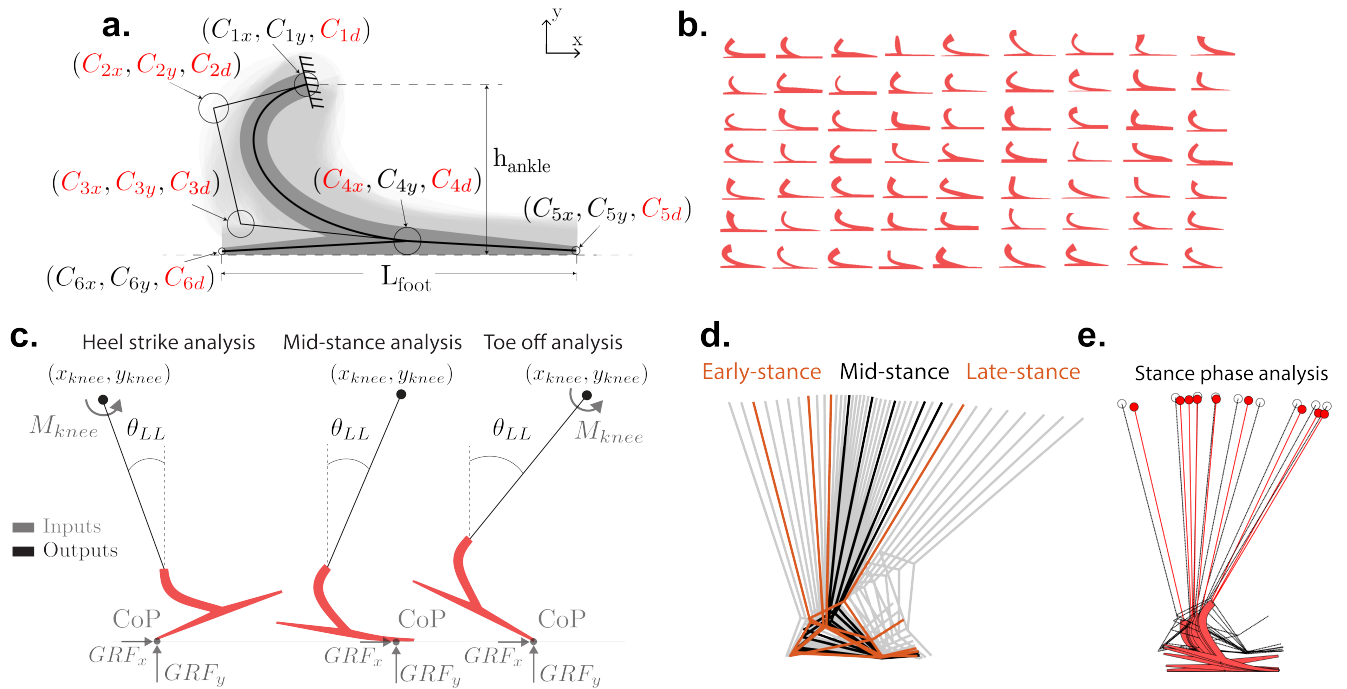 a.
(C1x, C1y, C1d)
y
x
(C2x, C2y, C2d)
hankle
(C3x, C3y, C3d)
(C4x, C4y, C4d)
(C5x, C5y, C5d)
(C6x, C6y, C6d)
Lfoot
b.
c.
Heel strike analysis
Mid-stance analysis
Toe off analysis
(xknee, yknee)
(xknee, yknee)
(xknee, yknee)
Mknee
θLL
θLL
θLL
Mknee
Inputs
Outputs
CoP
CoP
CoP
GRFx
GRFx
GRFx
GRFy
GRFy
GRFy
d.
Early-stance
Mid-stance
Late-stance
e.
Stance phase analysis